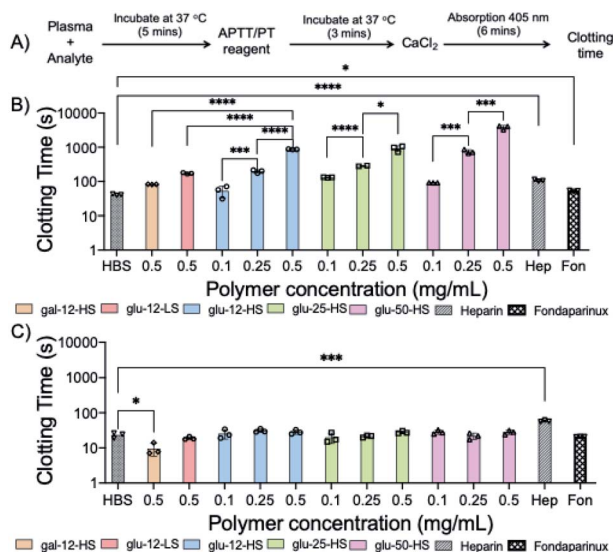 A)
Plasma + Analyte
Incubate at 37 °C (5 mins)
APTT/PT reagent
Incubate at 37 °C (3 mins)
CaCl2
Absorption 405 nm (6 mins)
Clotting time
B)
*
****
****
****
****
***
****
*
***
***
Clotting Time (s)
10000
1000
100
10
1
HBS 0.5 0.5 0.1 0.25 0.5 0.1 0.25 0.5 0.1 0.25 0.5 Hep Fon
Polymer concentration (mg/mL)
gal-12-HS glu-12-LS glu-12-HS glu-25-HS glu-50-HS Heparin Fondaparinux
C)
***
*
Clotting Time (s)
10000
1000
100
10
1
HBS 0.5 0.5 0.1 0.25 0.5 0.1 0.25 0.5 0.1 0.25 0.5 Hep Fon
Polymer concentration (mg/mL)
gal-12-HS glu-12-LS glu-12-HS glu-25-HS glu-50-HS Heparin Fondaparinux